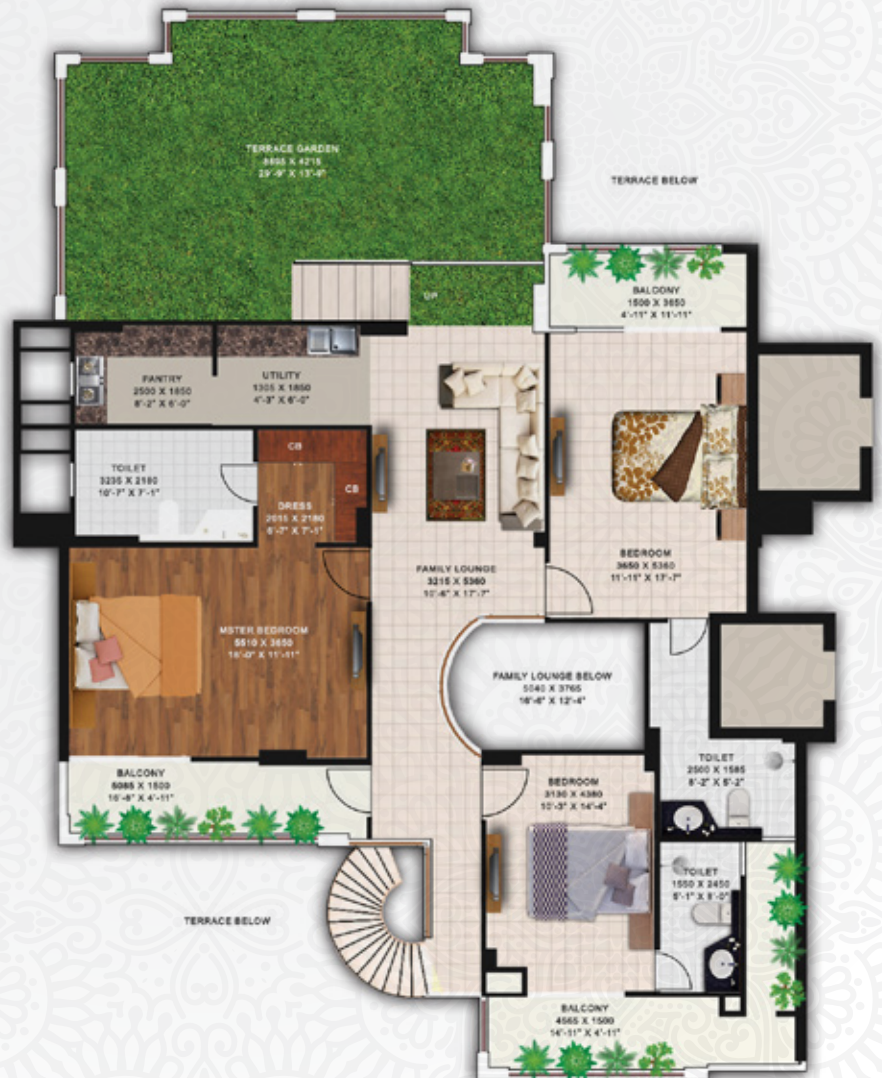 TERRACE GARDEN
29'-9" X 13'-9"
TERRACE BELOW
UP
BALCONY
1500 X 3650
4'-11" X 11'-11"
PANTRY
2500 X 1850
8'-2" X 6'-0"
UTILITY
1305 X 1850
4'-3" X 6'-0"
CB
TOILET
3235 X 2180
10'-7" X 7'-1"
CB
DRESS
2015 X 2180
6'-7" X 7'-1"
BEDROOM
3650 X 5360
11'-11" X 17'-7"
FAMILY LOUNGE
3215 X 5360
10'-6" X 17'-7"
MSTER BEDROOM
5510 X 3650
18'-0" X 11'-11"
FAMILY LOUNGE BELOW
5040 X 3765
16'-6" X 12'-4"
BALCONY
5085 X 1500
16'-8" X 4'-11"
BEDROOM
3130 X 4380
10'-3" X 14'-4"
TOILET
2500 X 1585
8'-2" X 5'-2"
TOILET
1550 X 2450
5'-1" X 8'-0"
TERRACE BELOW
BALCONY
4565 X 1500
14'-11" X 4'-11"